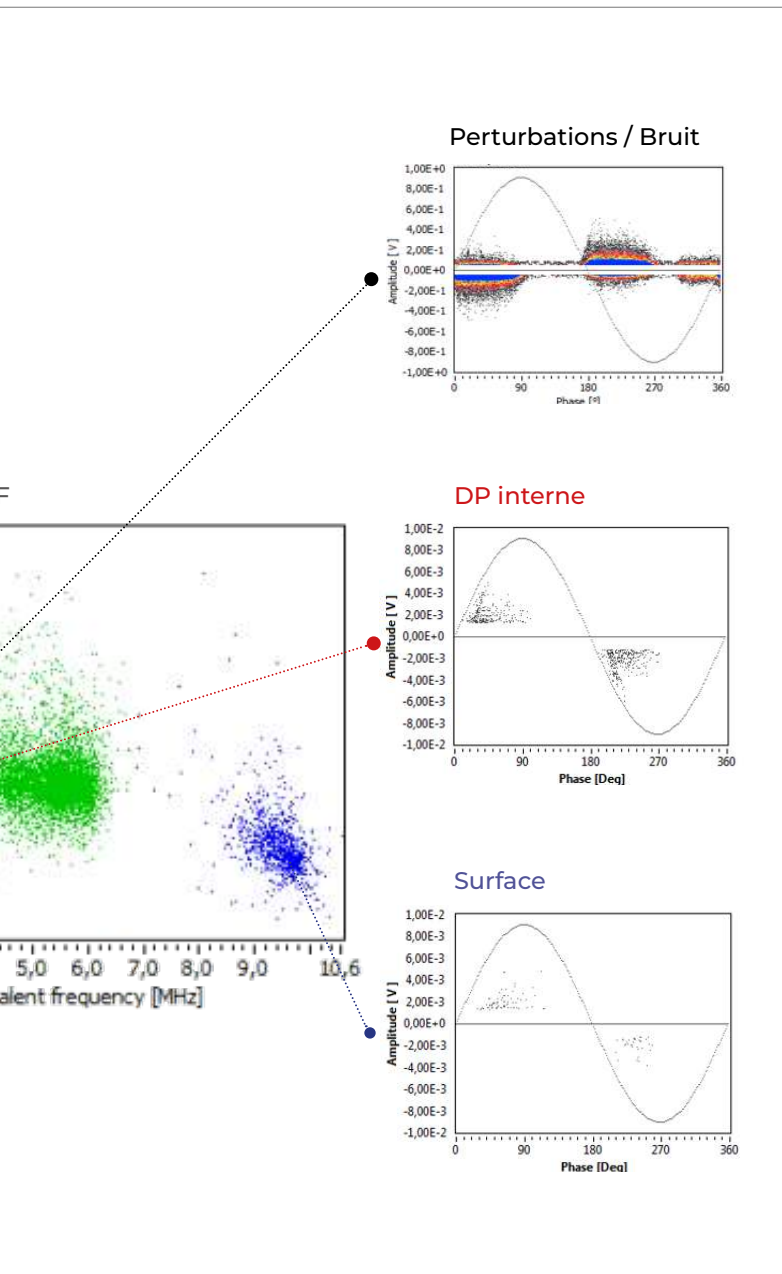 Perturbations / Bruit
1,00E+0
8,00E-1
6,00E-1
4,00E-1
2,00E-1
0,00E+0
-2,00E-1
-4,00E-1
-6,00E-1
-8,00E-1
-1,00E+0
Amplitude [ V ]
0 90 180 270 360
Phase [º]
F
5,0 6,0 7,0 8,0 9,0 10,6
alent frequency [MHz]
DP interne
1,00E-2
8,00E-3
6,00E-3
4,00E-3
2,00E-3
0,00E+0
-2,00E-3
-4,00E-3
-6,00E-3
-8,00E-3
-1,00E-2
Amplitude [ V ]
0 90 180 270 360
Phase [Deg]
Surface
1,00E-2
8,00E-3
6,00E-3
4,00E-3
2,00E-3
0,00E+0
-2,00E-3
-4,00E-3
-6,00E-3
-8,00E-3
-1,00E-2
Amplitude [ V ]
0 90 180 270 360
Phase [Deg]